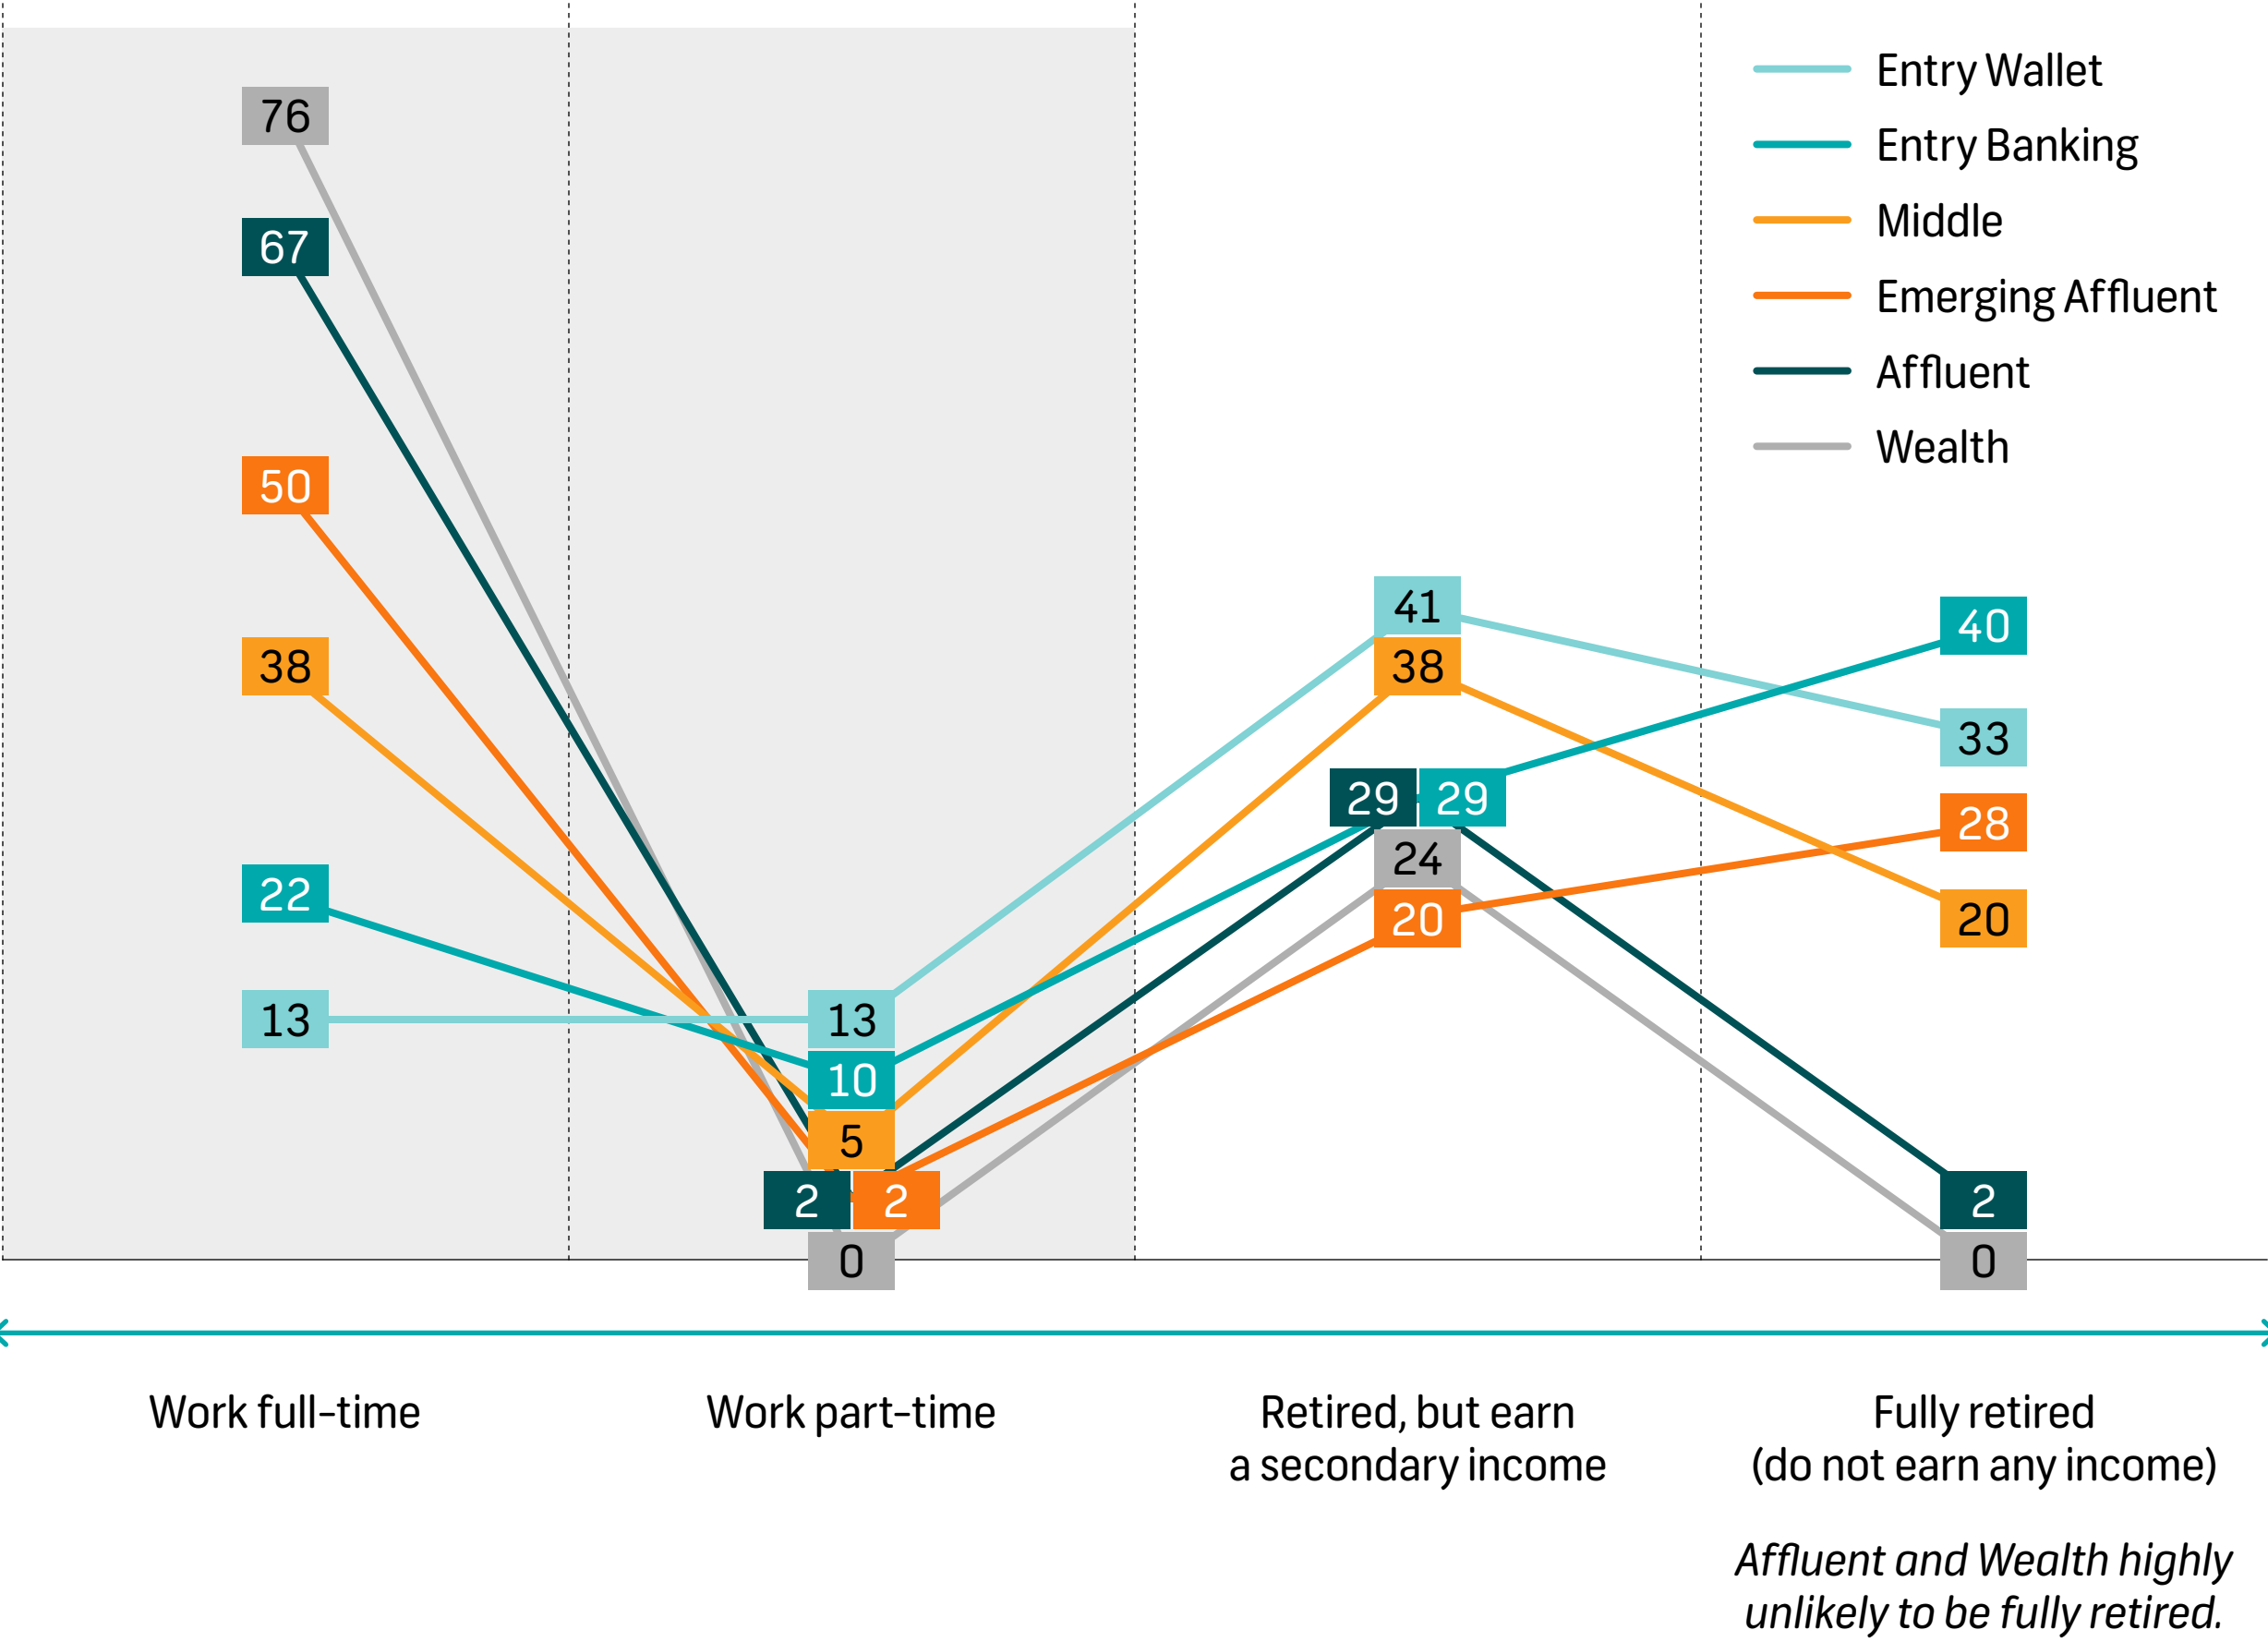 Entry Wallet
Entry Banking
Middle
Emerging Affluent
Affluent
Wealth
76
67
50
38
22
13
13
10
5
2 2
0
41
38
29 29
24
20
40
33
28
20
2
0
Work full-time
Work part-time
Retired, but earn
a secondary income
Fully retired
(do not earn any income)
Affluent and Wealth highly
unlikely to be fully retired.